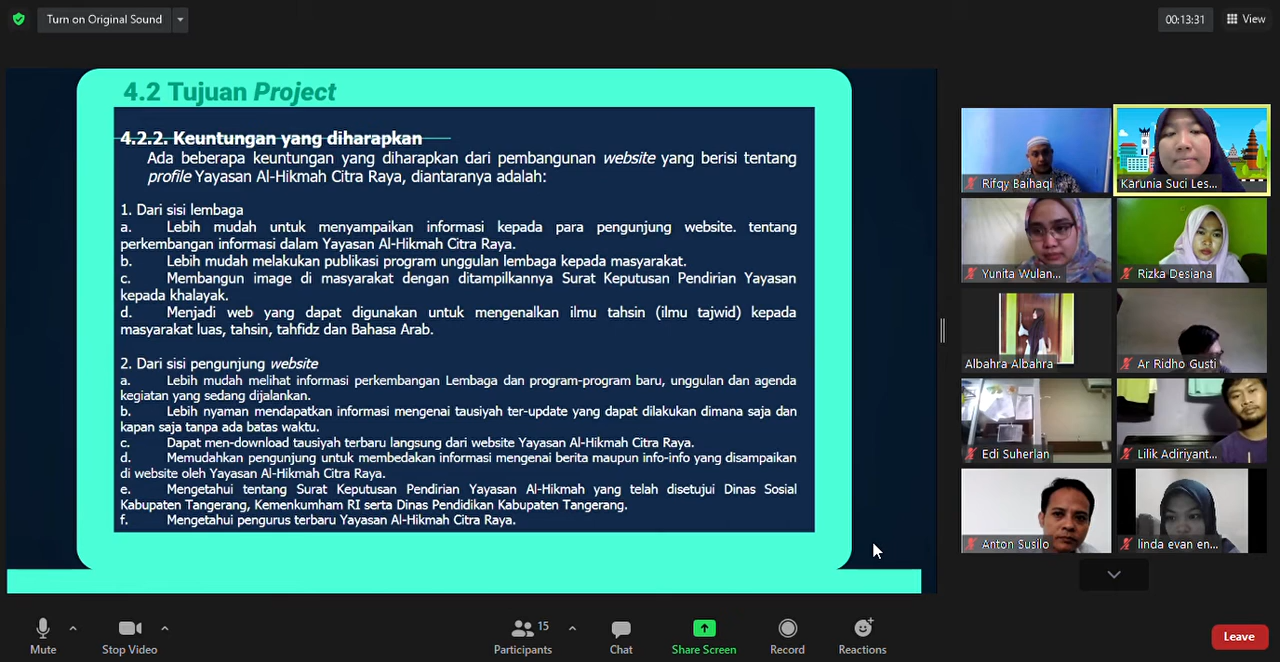 Turn on Original Sound
00:13:31
View
4.2 Tujuan Project
4.2.2. Keuntungan yang diharapkan
Ada beberapa keuntungan yang diharapkan dari pembangunan website yang berisi tentang
profile Yayasan Al-Hikmah Citra Raya, diantaranya adalah:
1. Dari sisi lembaga
a. Lebih mudah untuk menyampaikan informasi kepada para pengunjung website. tentang
perkembangan informasi dalam Yayasan Al-Hikmah Citra Raya.
b. Lebih mudah melakukan publikasi program unggulan lembaga kepada masyarakat.
c. Membangun image di masyarakat dengan ditampilkannya Surat Keputusan Pendirian Yayasan
kepada khalayak.
d. Menjadi web yang dapat digunakan untuk mengenalkan ilmu tahsin (ilmu tajwid) kepada
masyarakat luas, tahsin, tahfidz dan Bahasa Arab.
2. Dari sisi pengunjung website
a. Lebih mudah melihat informasi perkembangan Lembaga dan program-program baru, unggulan dan agenda
kegiatan yang sedang dijalankan.
b. Lebih nyaman mendapatkan informasi mengenai tausiyah ter-update yang dapat dilakukan dimana saja dan
kapan saja tanpa ada batas waktu.
c. Dapat men-download tausiyah terbaru langsung dari website Yayasan Al-Hikmah Citra Raya.
d. Memudahkan pengunjung untuk membedakan informasi mengenai berita maupun info-info yang disampaikan
di website oleh Yayasan Al-Hikmah Citra Raya.
e. Mengetahui tentang Surat Keputusan Pendirian Yayasan Al-Hikmah yang telah disetujui Dinas Sosial
Kabupaten Tangerang, Kemenkumham RI serta Dinas Pendidikan Kabupaten Tangerang.
f. Mengetahui pengurus terbaru Yayasan Al-Hikmah Citra Raya.
Rifqy Baihaqi
Karunia Suci Les...
Yunita Wulan...
Rizka Desiana
Albahra Albahra
Ar Ridho Gusti
Edi Suherlan
Lilik Adiriyant...
Anton Susilo
linda evan en...
Mute
Stop Video
15
Participants
Chat
Share Screen
Record
Reactions
Leave